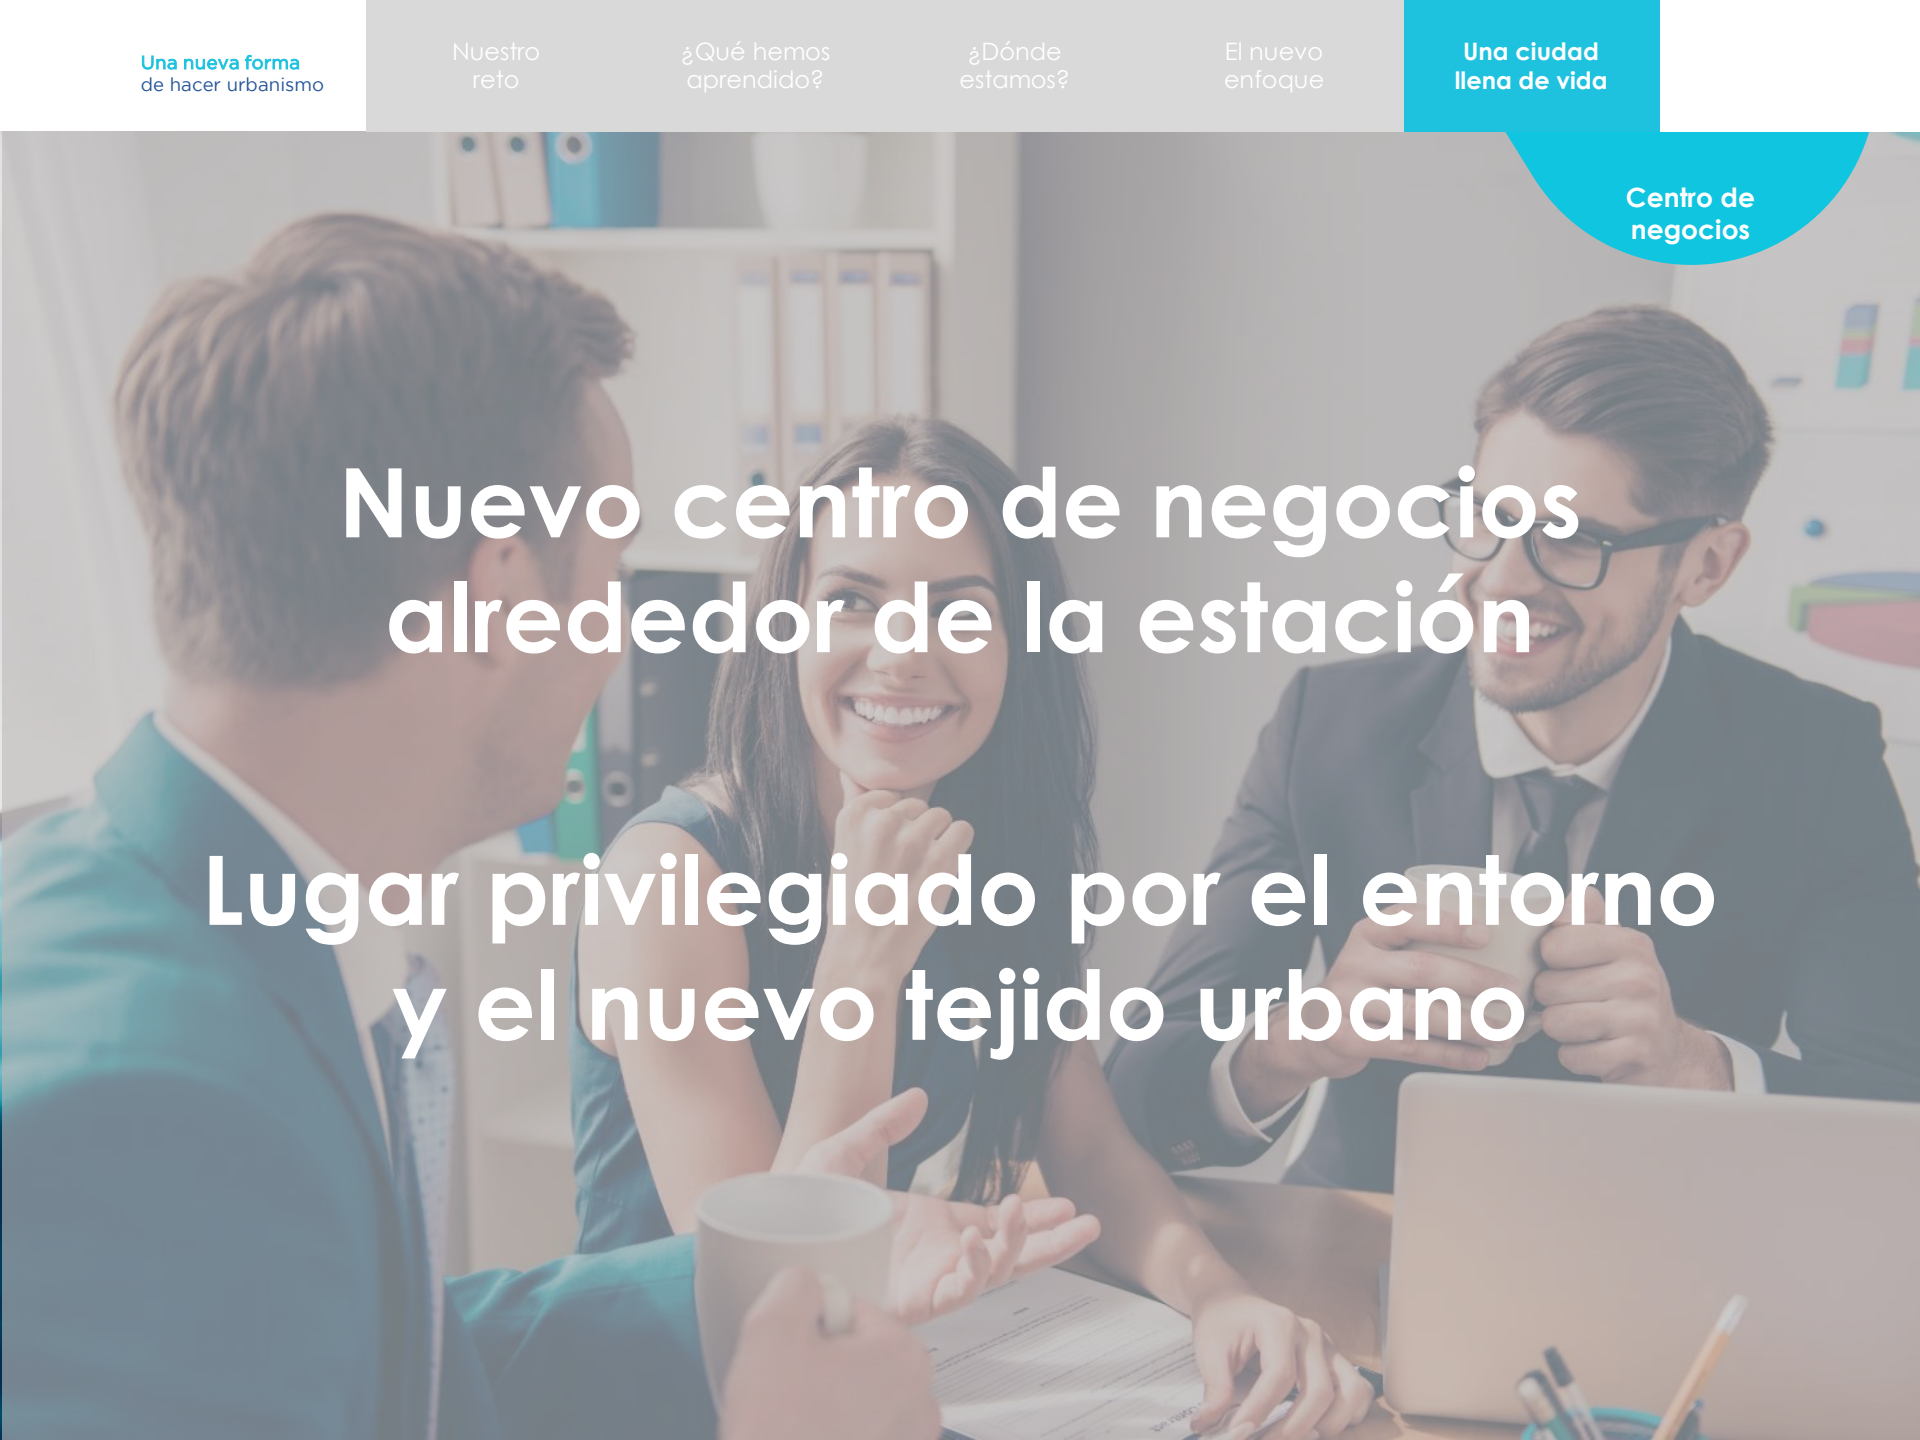 Una nueva forma
de hacer urbanismo
Nuestro
reto
¿Qué hemos
aprendido?
¿Dónde
estamos?
El nuevo
enfoque
Una ciudad
llena de vida
Centro de
negocios
Nuevo centro de negocios
alrededor de la estación
Lugar privilegiado por el entorno
y el nuevo tejido urbano